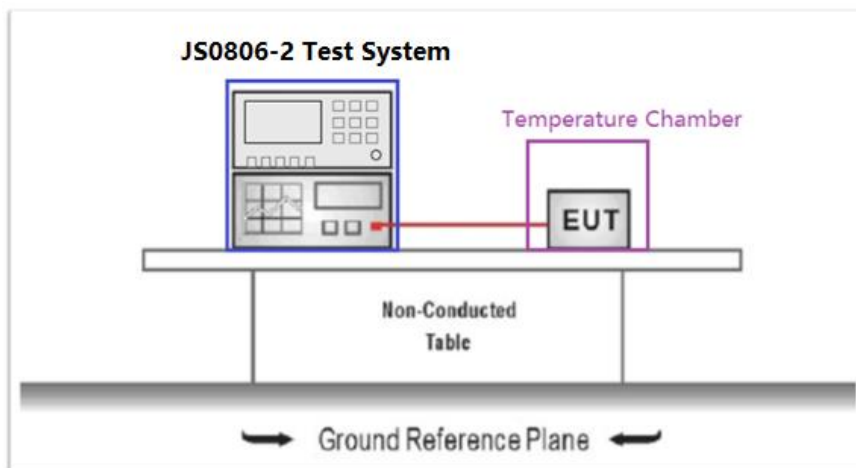 JS0806-2 Test System
Temperature Chamber
EUT
Non-Conducted
Table
Ground Reference Plane